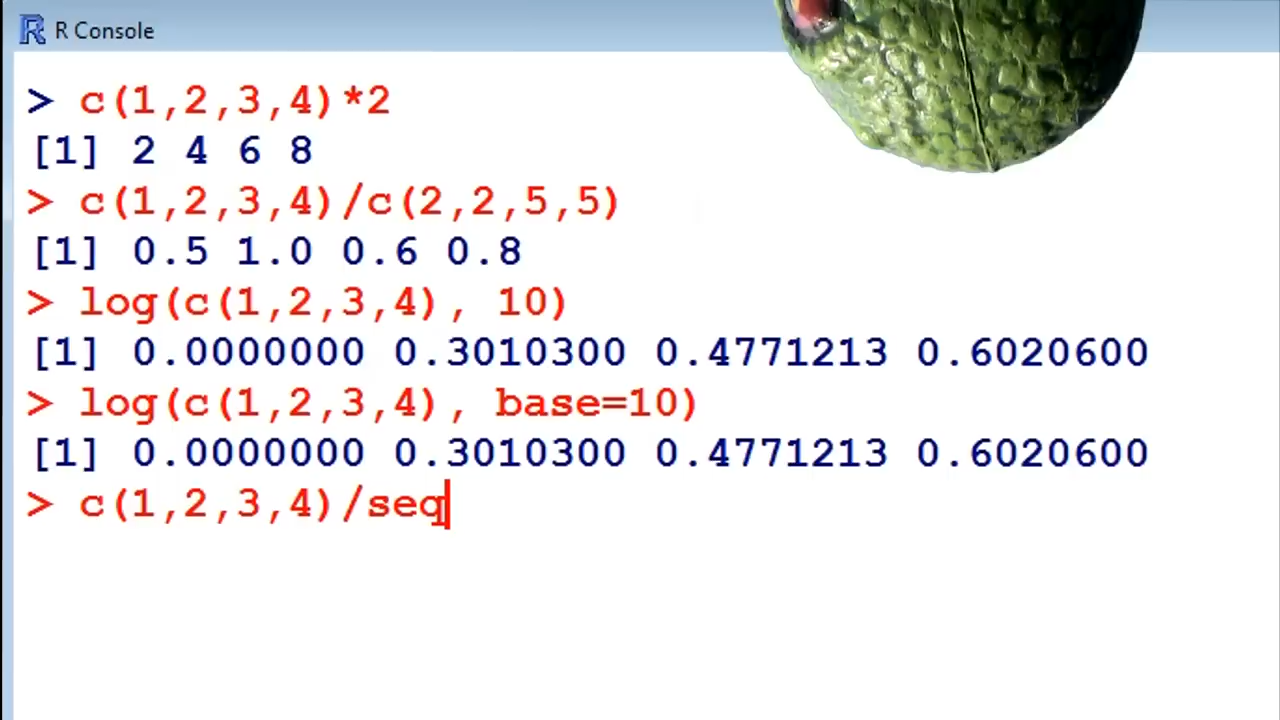 R Console
> c(1,2,3,4)*2
[1] 2 4 6 8
> c(1,2,3,4)/c(2,2,5,5)
[1] 0.5 1.0 0.6 0.8
> log(c(1,2,3,4), 10)
[1] 0.0000000 0.3010300 0.4771213 0.6020600
> log(c(1,2,3,4), base=10)
[1] 0.0000000 0.3010300 0.4771213 0.6020600
> c(1,2,3,4)/seq